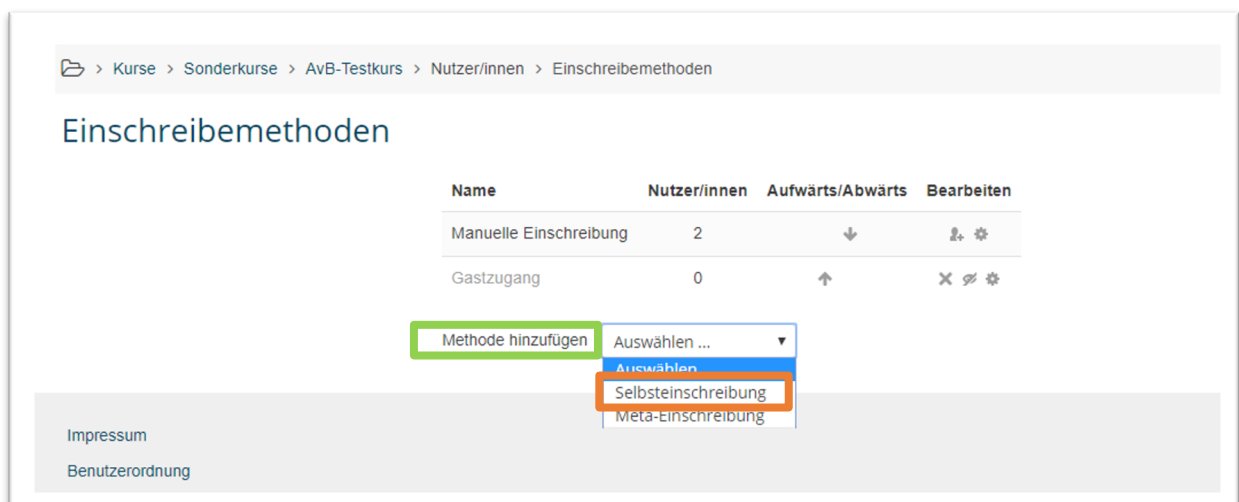 > Kurse > Sonderkurse > AvB-Testkurs > Nutzer/innen > Einschreibemethoden
Einschreibemethoden
Name Nutzer/innen Aufwärts/Abwärts Bearbeiten
Manuelle Einschreibung 2
Gastzugang 0
Methode hinzufügen Auswählen ...
Auswählen
Selbsteinschreibung
Meta-Einschreibung
Impressum
Benutzerordnung